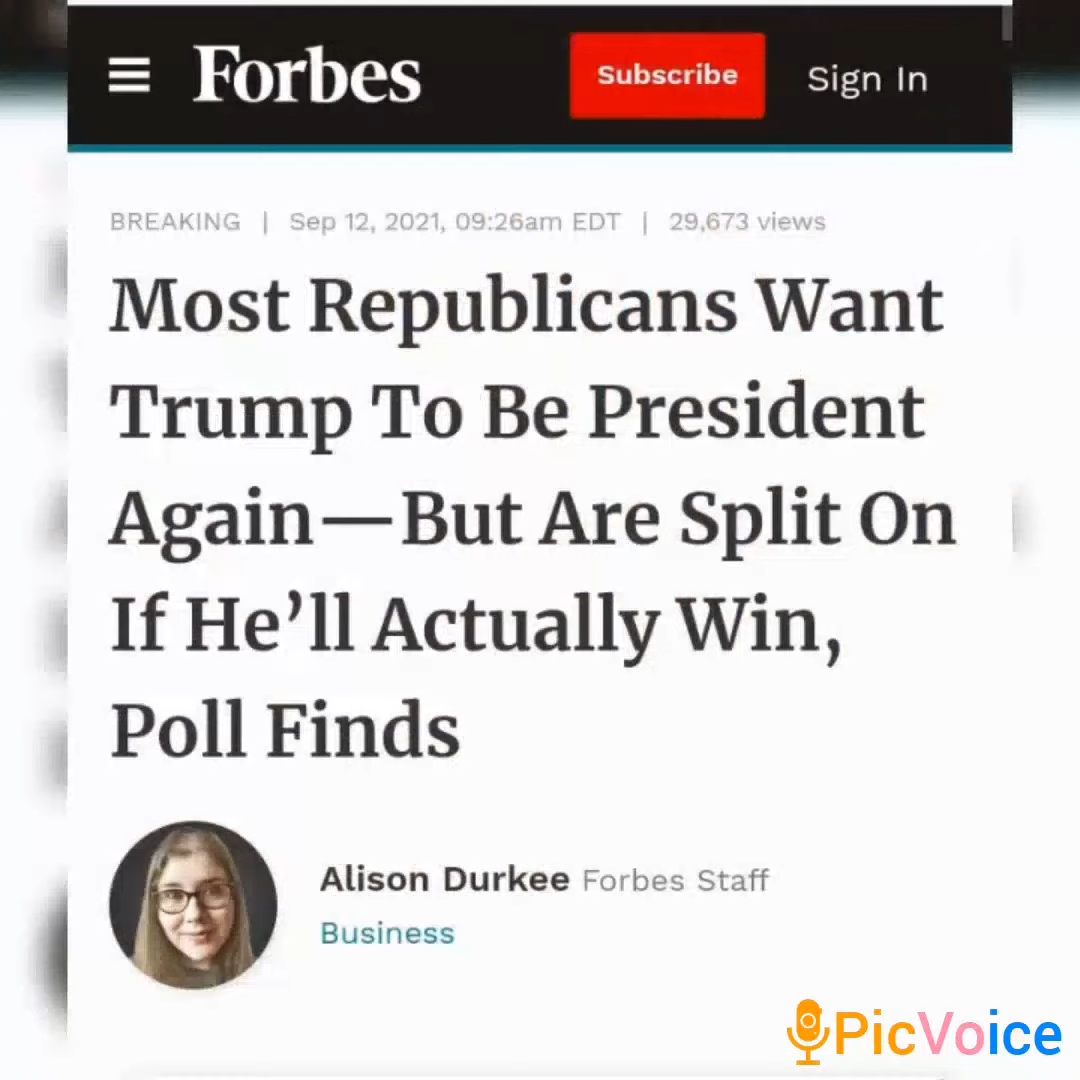 Forbes Subscribe Sign In
BREAKING | Sep 12, 2021, 09:26am EDT | 29,673 views
Most Republicans Want
Trump To Be President
Again—But Are Split On
If He’ll Actually Win,
Poll Finds
Alison Durkee Forbes Staff
Business
PicVoice